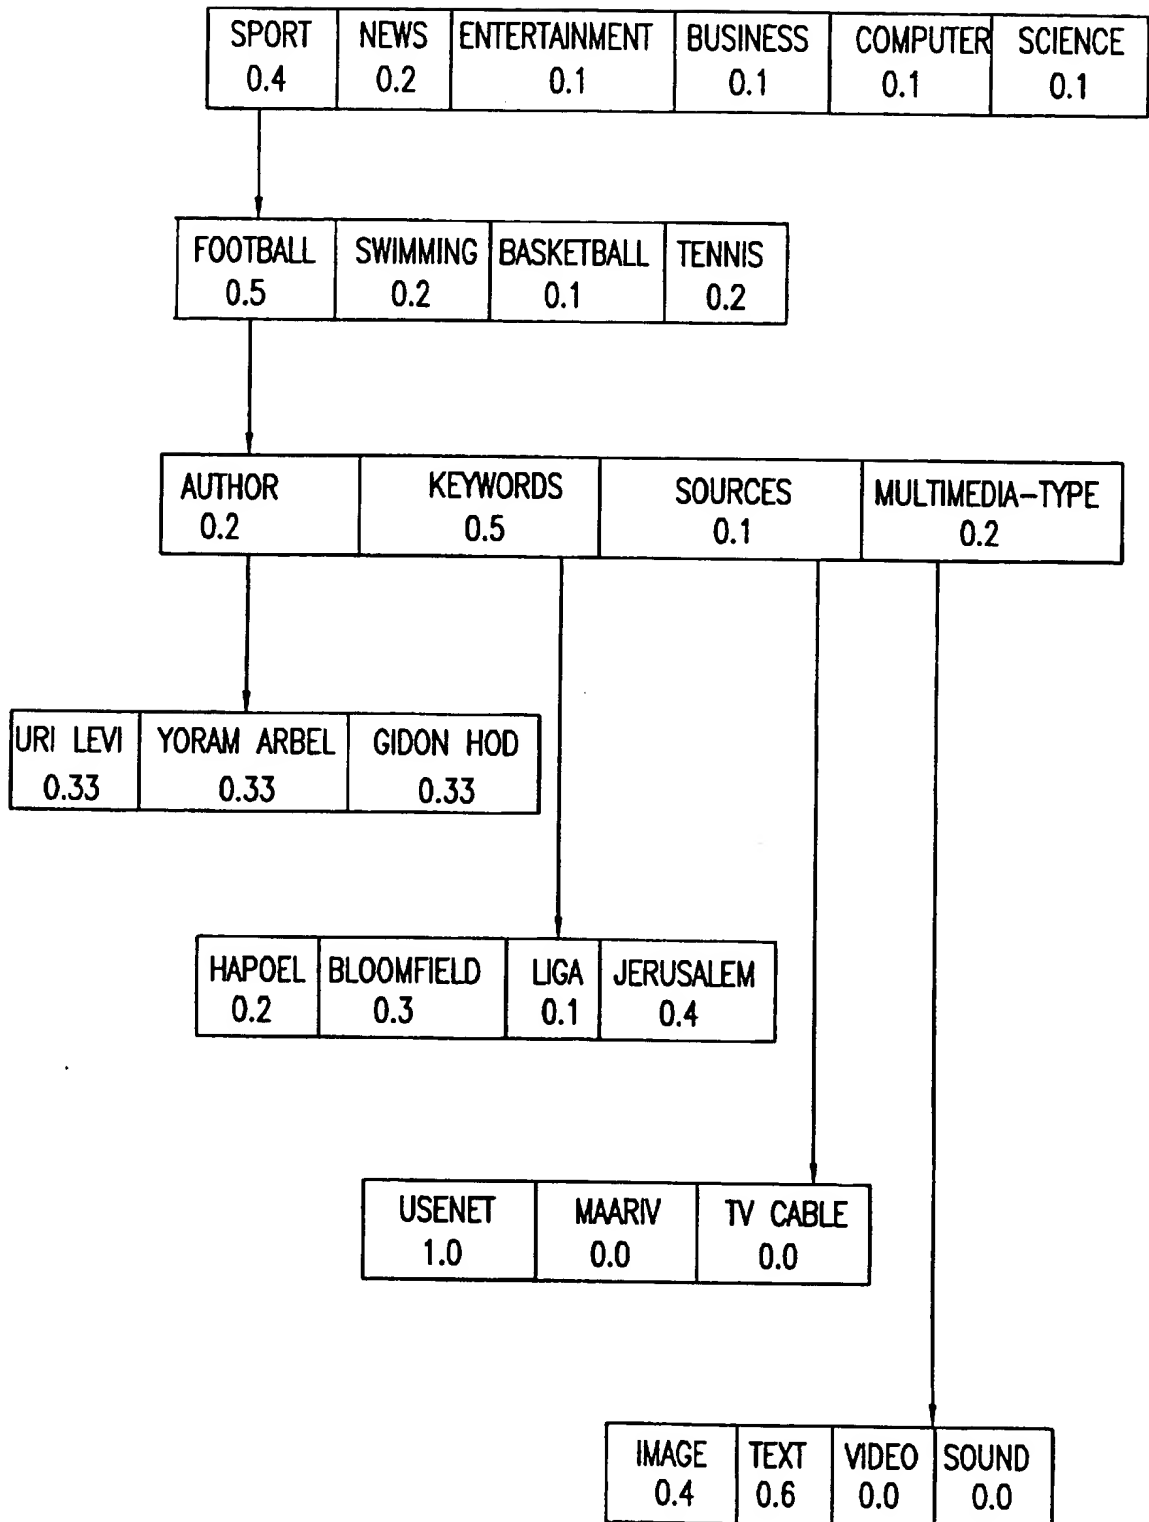 SPORT NEWS ENTERTAINMENT BUSINESS COMPUTER SCIENCE
0.4 0.2 0.1 0.1 0.1 0.1
FOOTBALL SWIMMING BASKETBALL TENNIS
0.5 0.2 0.1 0.2
AUTHOR KEYWORDS SOURCES MULTIMEDIA-TYPE
0.2 0.5 0.1 0.2
URI LEVI YORAM ARBEL GIDON HOD
0.33 0.33 0.33
HAPOEL BLOOMFIELD LIGA JERUSALEM
0.2 0.3 0.1 0.4
USENET MAARIV TV CABLE
1.0 0.0 0.0
IMAGE TEXT VIDEO SOUND
0.4 0.6 0.0 0.0